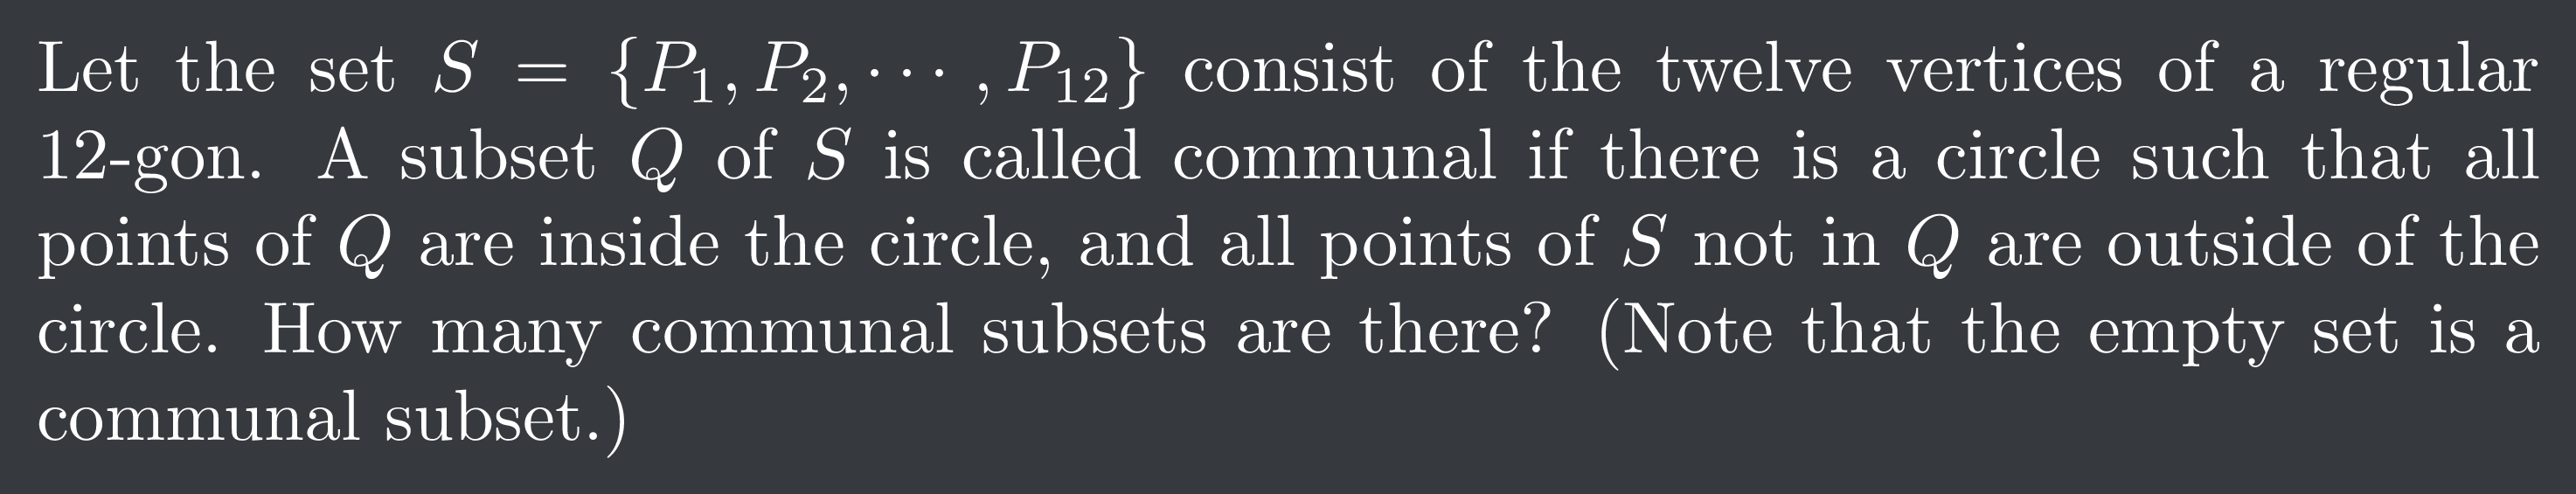 Let the set $S = \{P_1, P_2, \cdots, P_{12}\}$ consist of the twelve vertices of a regular
12-gon. A subset $Q$ of $S$ is called communal if there is a circle such that all
points of $Q$ are inside the circle, and all points of $S$ not in $Q$ are outside of the
circle. How many communal subsets are there? (Note that the empty set is a
communal subset.)